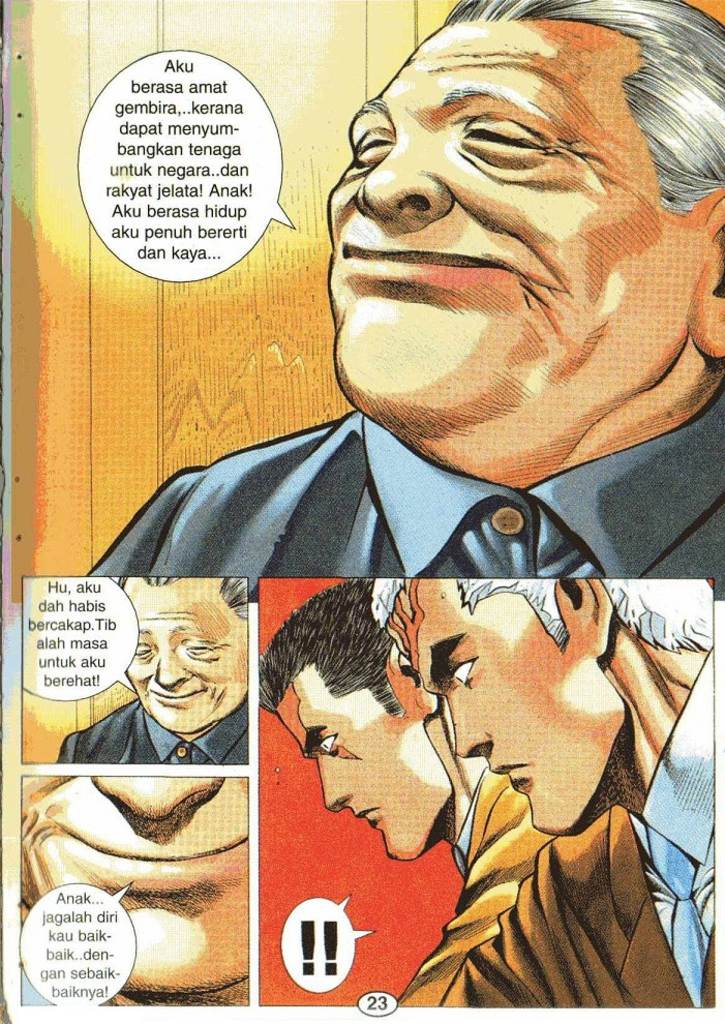 Aku
berasa amat
gembira,..kerana
dapat menyum-
bangkan tenaga
untuk negara..dan
rakyat jelata! Anak!
Aku berasa hidup
aku penuh bererti
dan kaya...
Hu, aku
dah habis
bercakap.Tib
alah masa
untuk aku
berehat!
Anak...
jagalah diri
kau baik-
baik..den-
gan sebaik-
baiknya!
!!
23